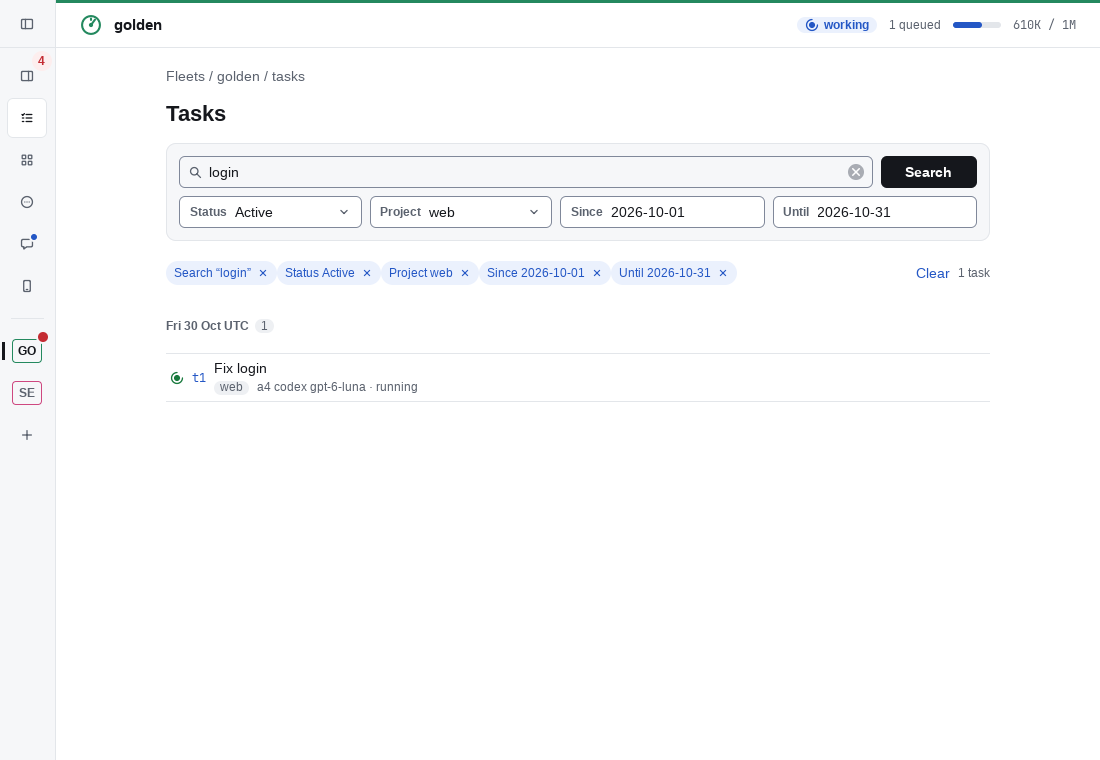 golden
working
1 queued
610K / 1M
4
Fleets / golden / tasks
Tasks
login
Search
Status Active
Project web
Since 2026-10-01
Until 2026-10-31
Search “login” ×
Status Active ×
Project web ×
Since 2026-10-01 ×
Until 2026-10-31 ×
Clear
1 task
Fri 30 Oct UTC 1
GO
t1
Fix login
web a4 codex gpt-6-luna · running
SE